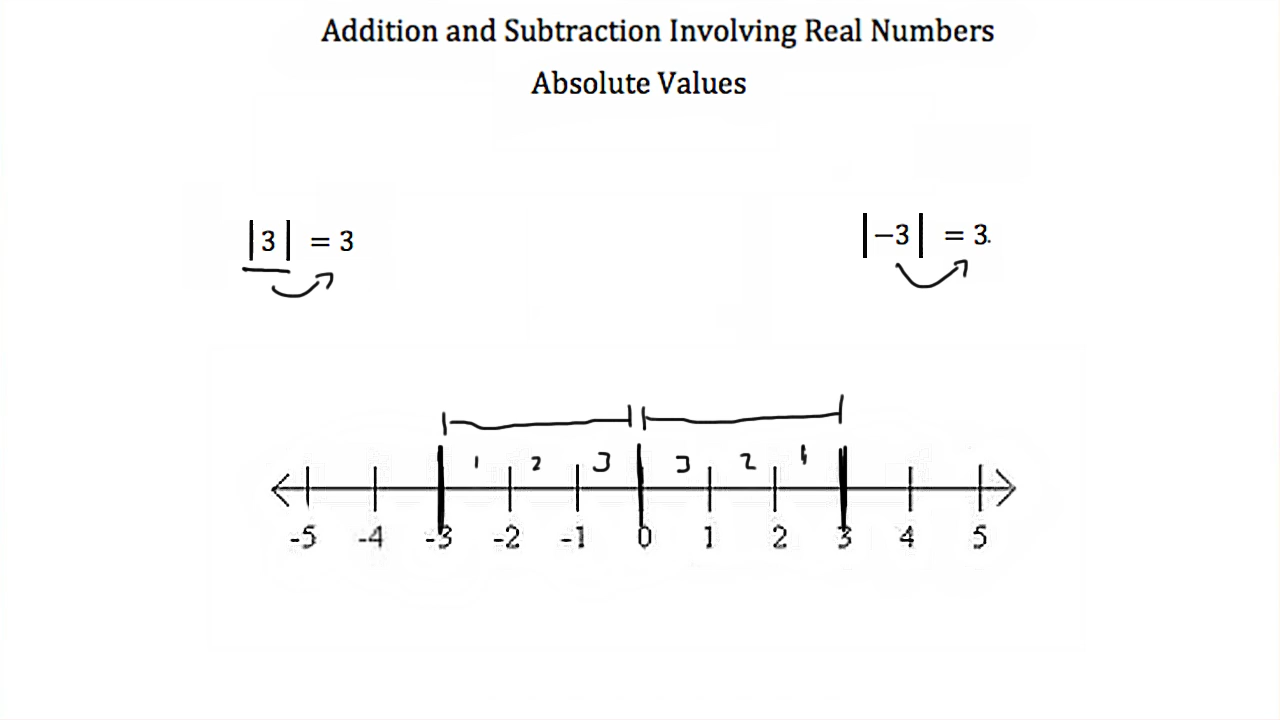 Addition and Subtraction Involving Real Numbers
Absolute Values
|3| = 3
|−3| = 3.
1 2 3 3 2 1
-5 -4 -3 -2 -1 0 1 2 3 4 5